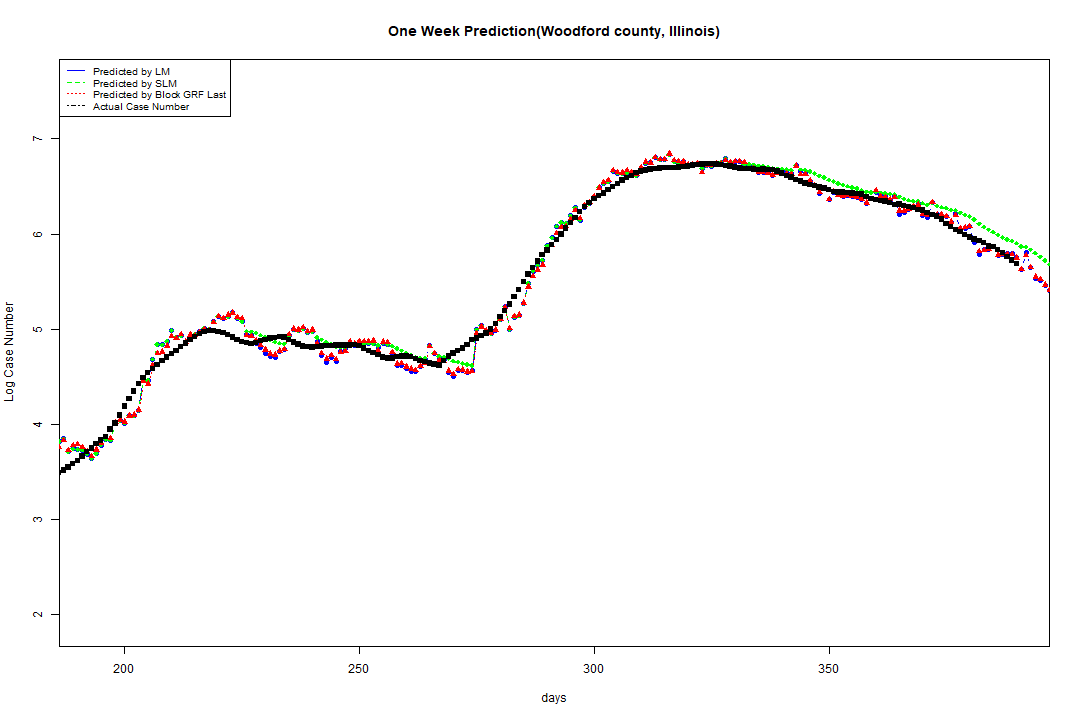 One Week Prediction(Woodford county, Illinois)
Predicted by LM
Predicted by SLM
Predicted by Block GRF Last
Actual Case Number
7
6
5
4
3
2
Log Case Number
200 250 300 350
days